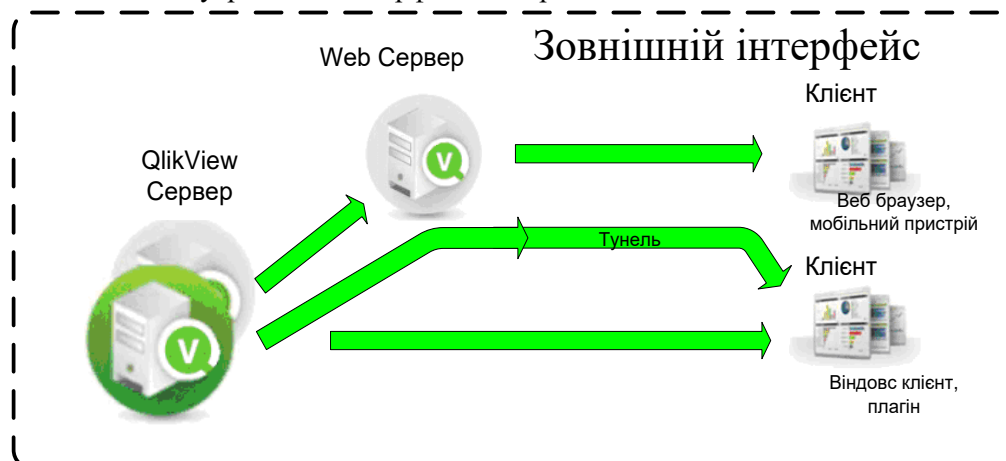 Зовнішній інтерфейс
Web Сервер
Клієнт
QlikView
Сервер
V
Веб браузер,
мобільний пристрій
Тунель
Клієнт
V
Віндовс клієнт,
плагін